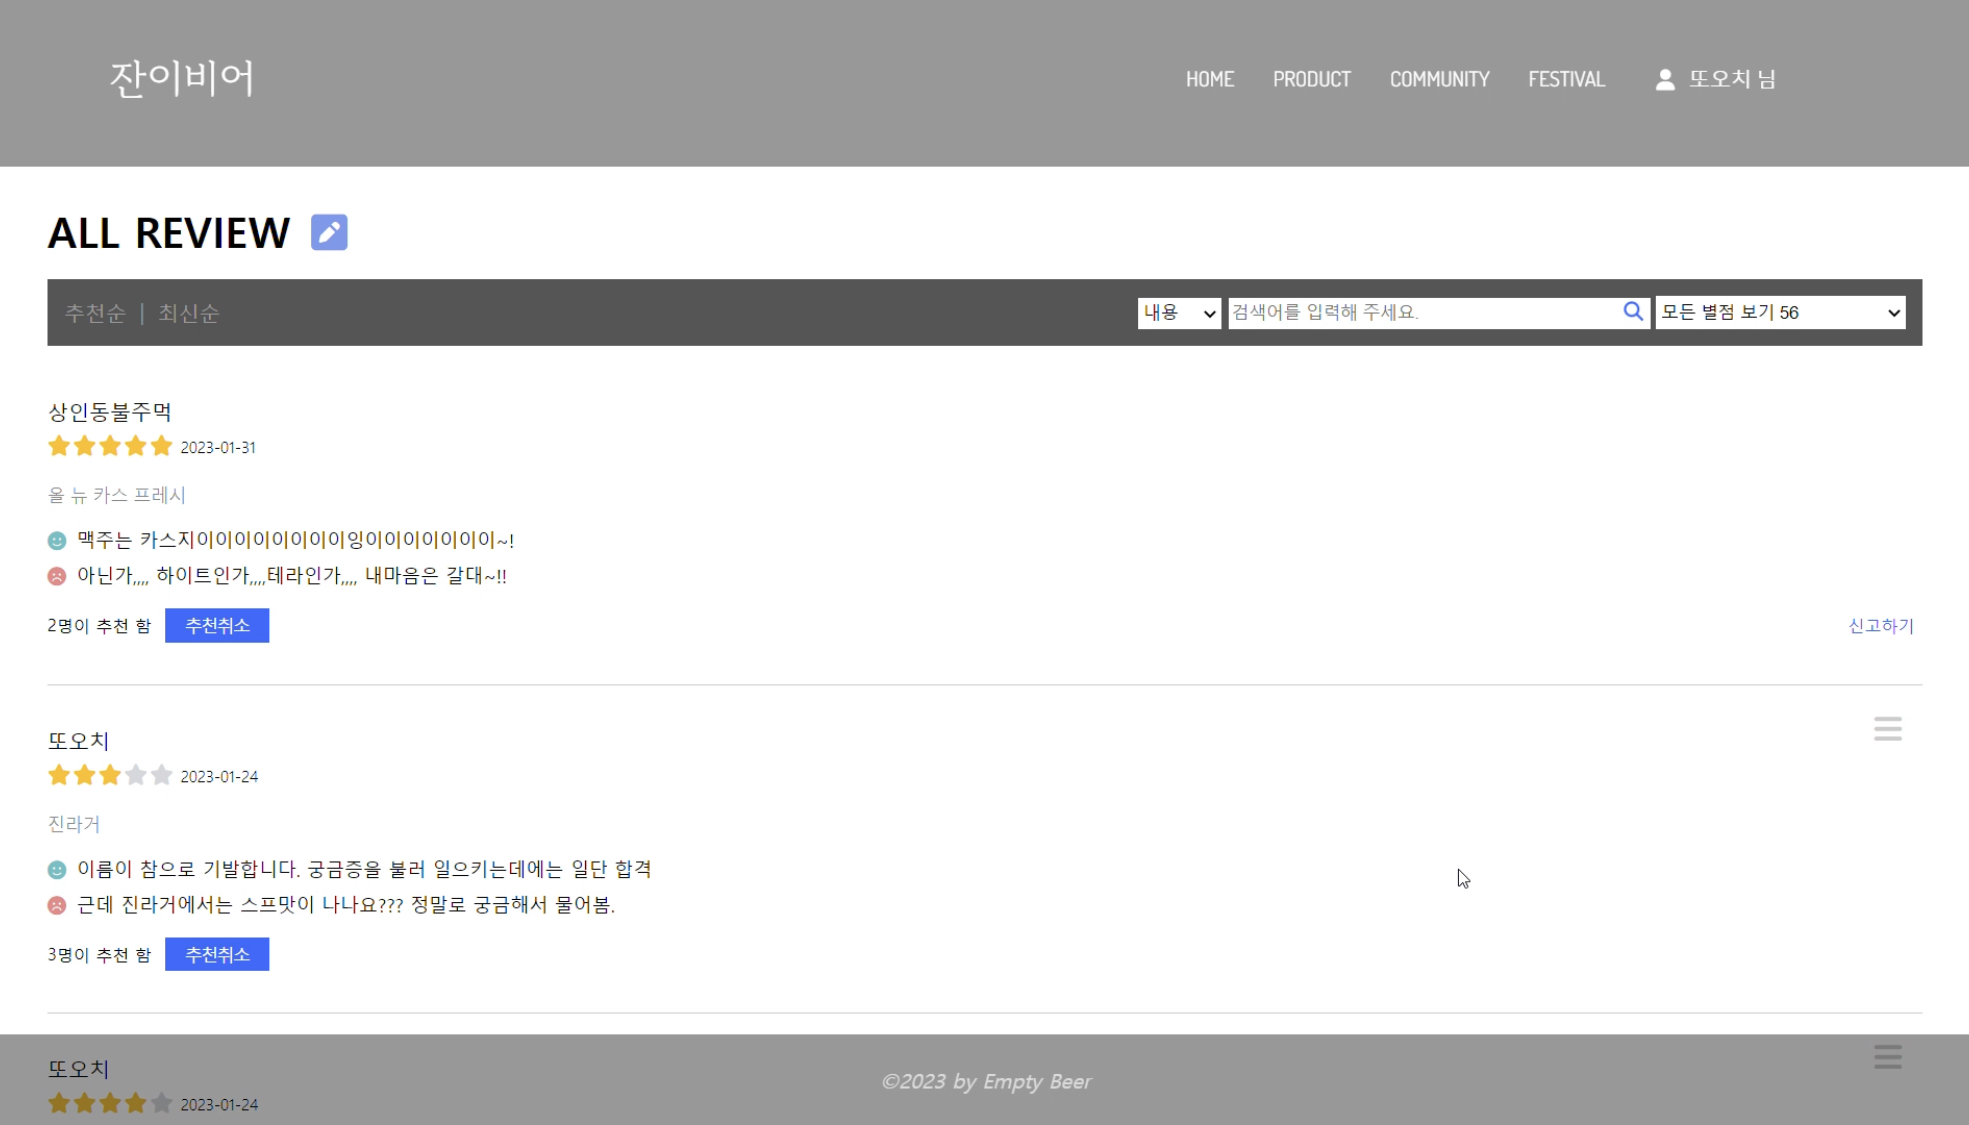 잔이비어
HOME PRODUCT COMMUNITY FESTIVAL 또오치 님
ALL REVIEW
추천순 | 최신순 내용 검색어를 입력해 주세요. 모든 별점 보기 56
상인동불주먹
2023-01-31
올 뉴 카스 프레시
맥주는 카스지이이이이이이이이잉이이이이이이이~!
아닌가,,,, 하이트인가,,,,테라인가,,,, 내마음은 갈대~!!
2명이 추천 함 추천취소 신고하기
또오치
2023-01-24
진라거
이름이 참으로 기발합니다. 궁금증을 불러 일으키는데에는 일단 합격
근데 진라거에서는 스프맛이 나나요??? 정말로 궁금해서 물어봄.
3명이 추천 함 추천취소
또오치
©2023 by Empty Beer
2023-01-24